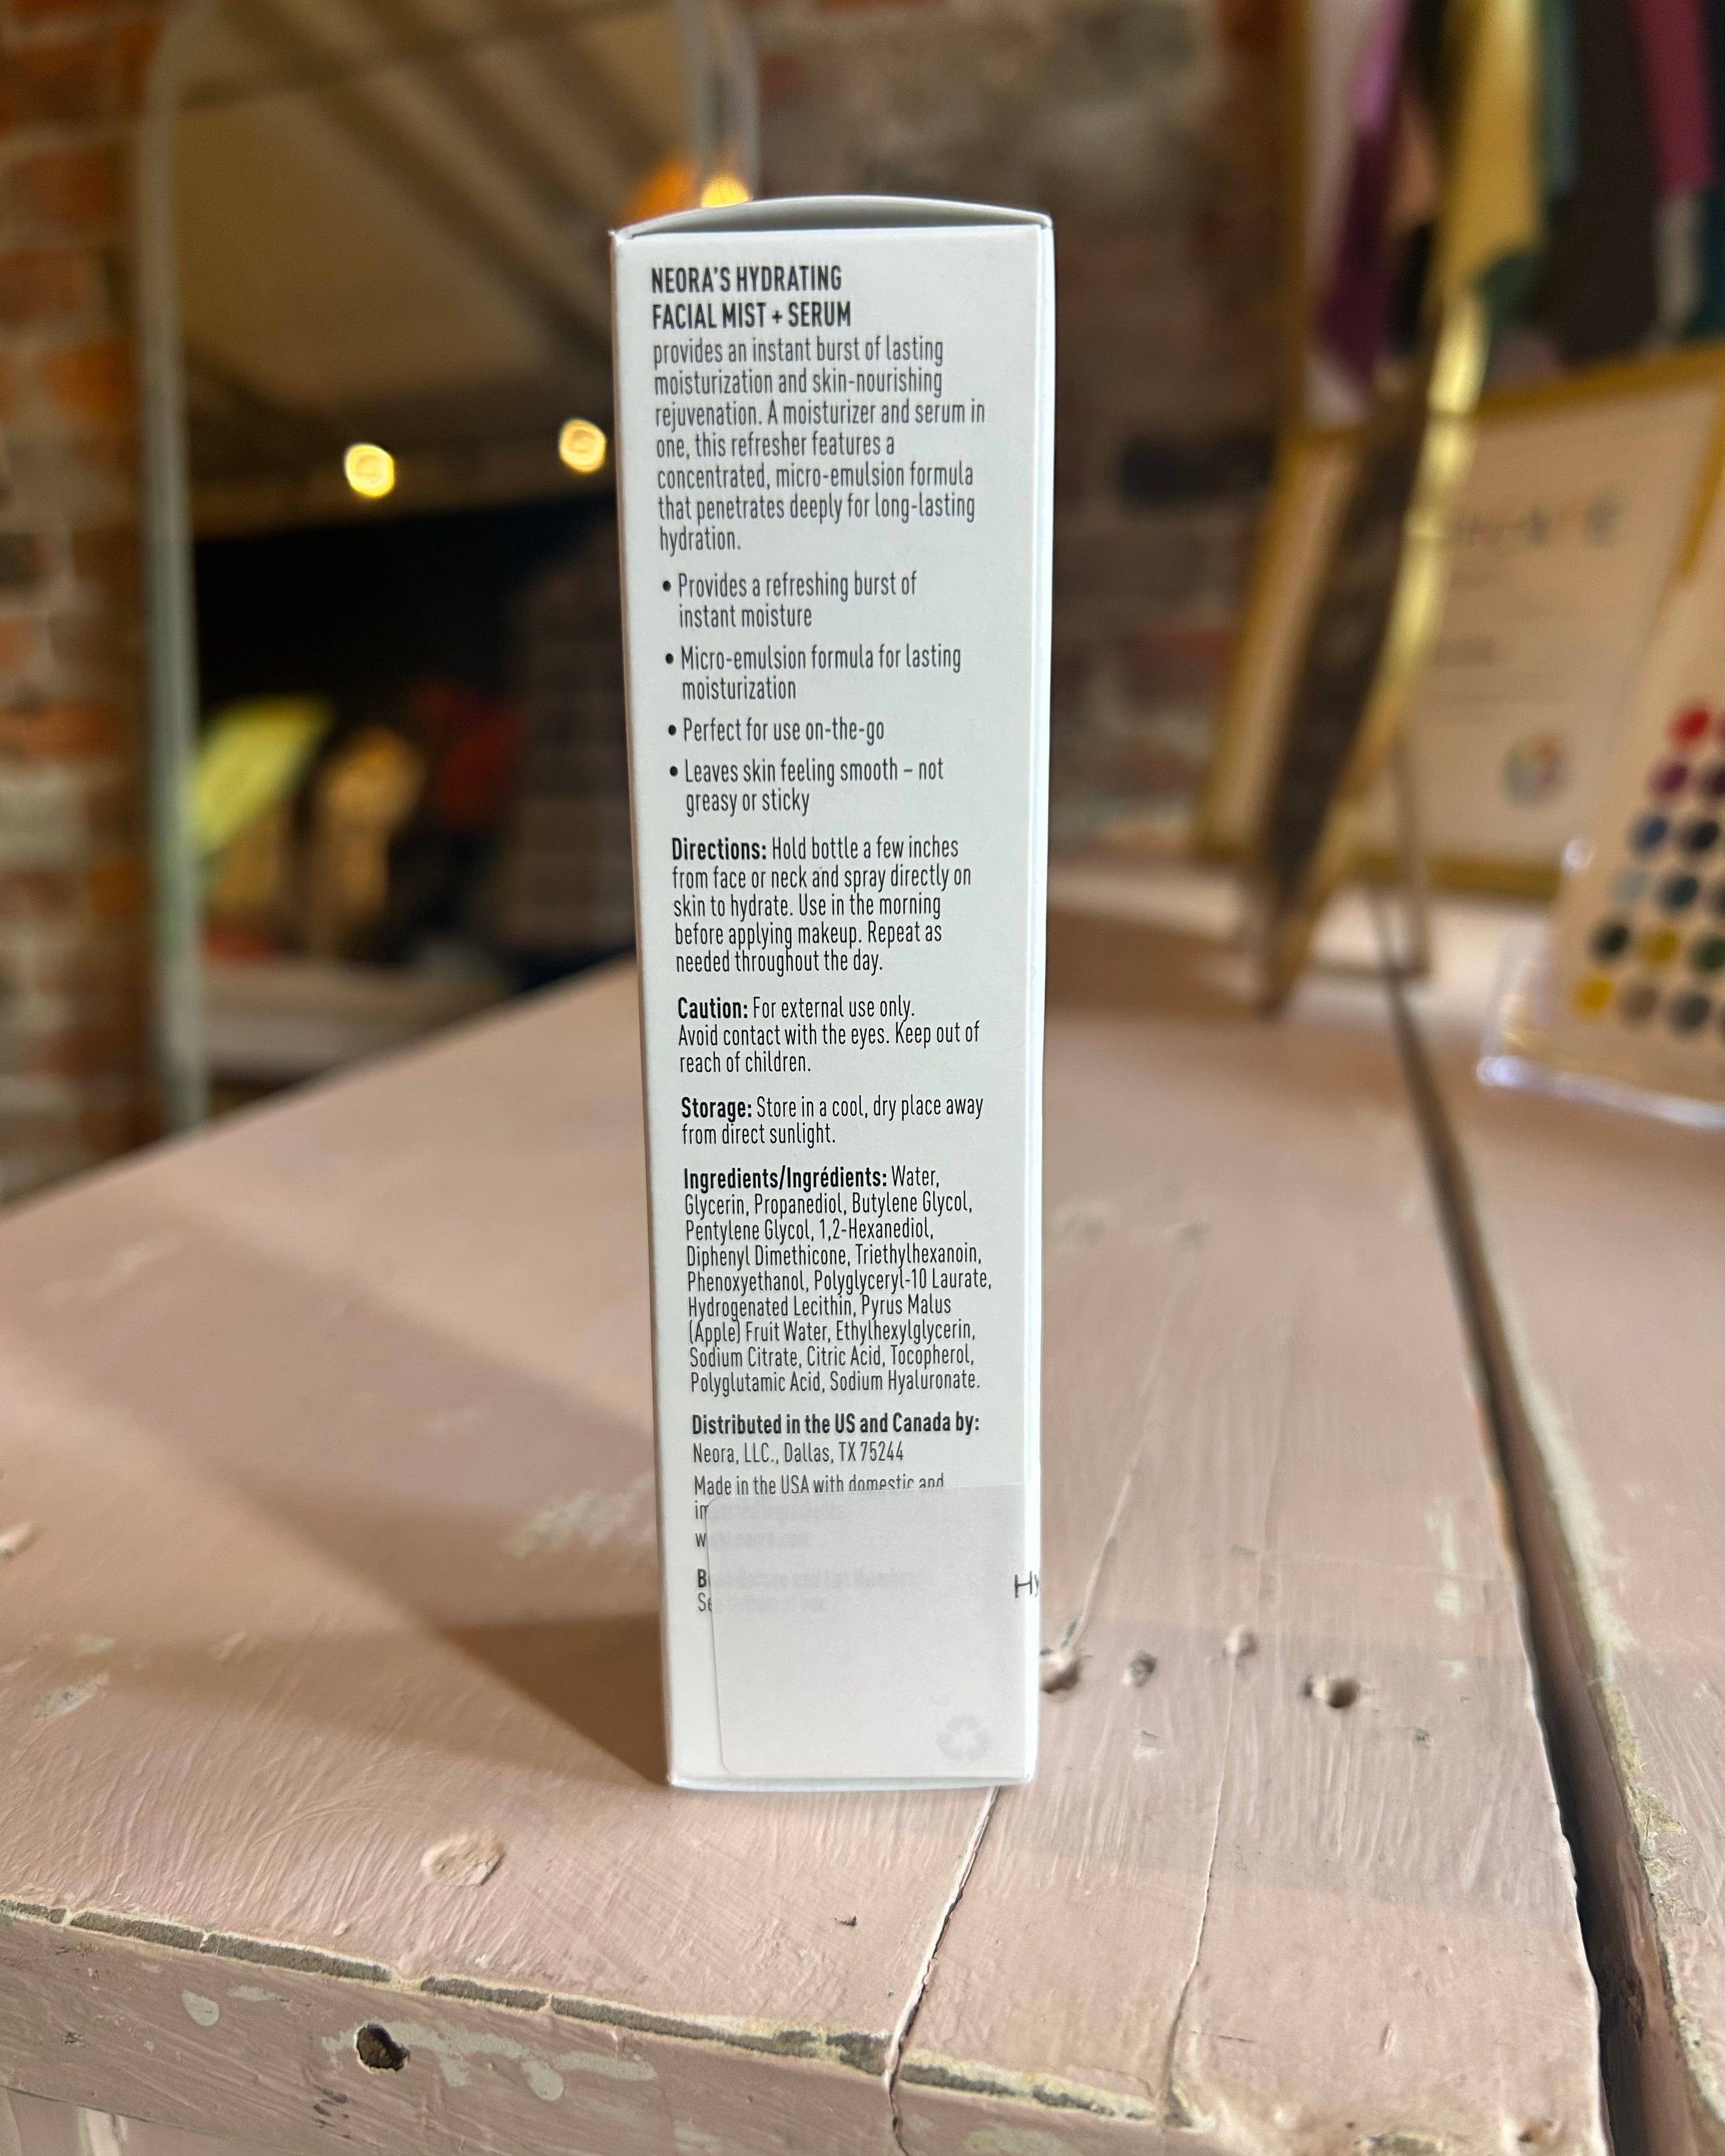 NEORA'S HYDRATING
FACIAL MIST + SERUM
provides an instant burst of lasting
moisturization and skin-nourishing
rejuvenation. A moisturizer and serum in
one, this refresher features a
concentrated, micro-emulsion formula
that penetrates deeply for long-lasting
hydration.
• Provides a refreshing burst of
instant moisture
• Micro-emulsion formula for lasting
moisturization
• Perfect for use on-the-go
• Leaves skin feeling smooth – not
greasy or sticky
Directions: Hold bottle a few inches
from face or neck and spray directly on
skin to hydrate. Use in the morning
before applying makeup. Repeat as
needed throughout the day.
Caution: For external use only.
Avoid contact with the eyes. Keep out of
reach of children.
Storage: Store in a cool, dry place away
from direct sunlight.
Ingredients/Ingrédients: Water,
Glycerin, Propanediol, Butylene Glycol,
Pentylene Glycol, 1,2-Hexanediol,
Diphenyl Dimethicone, Triethylhexanoin,
Phenoxyethanol, Polyglyceryl-10 Laurate,
Hydrogenated Lecithin, Pyrus Malus
(Apple) Fruit Water, Ethylhexylglycerin,
Sodium Citrate, Citric Acid, Tocopherol,
Polyglutamic Acid, Sodium Hyaluronate.
Distributed in the US and Canada by:
Neora, LLC., Dallas, TX 75244
Made in the USA with domestic and
Hy